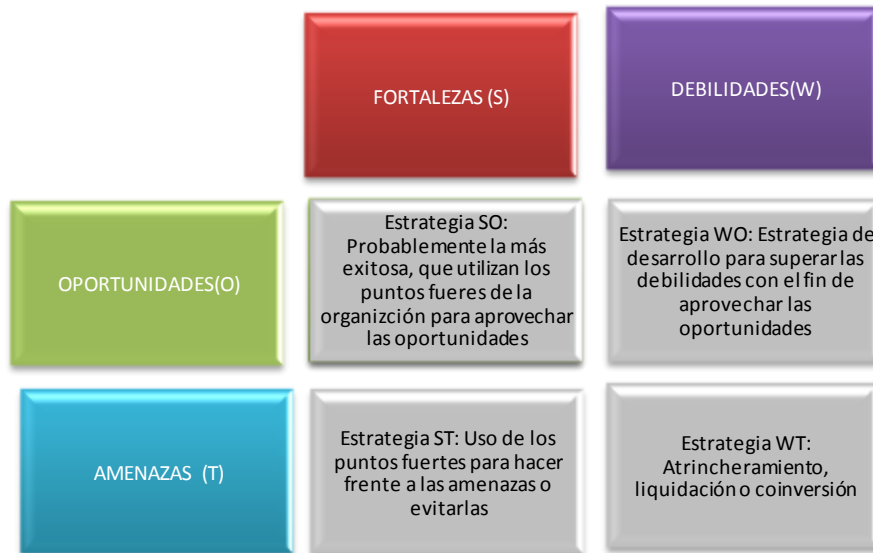 FORTALEZAS (S)
DEBILIDADES(W)
OPORTUNIDADES(O)
Estrategia SO:
Probablemente la más
exitosa, que utilizan los
puntos fueres de la
organizción para aprovechar
las oportunidades
Estrategia WO: Estrategia de
desarrollo para superar las
debilidades con el fin de
aprovechar las
oportunidades
AMENAZAS (T)
Estrategia ST: Uso de los
puntos fuertes para hacer
frente a las amenazas o
evitarlas
Estrategia WT:
Atrincheramiento,
liquidación o coinversión